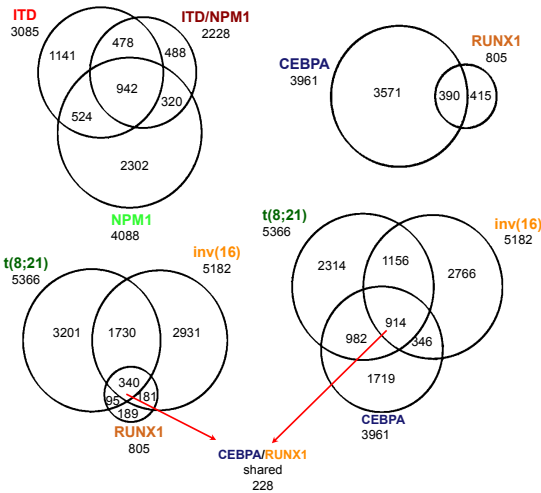 ITD
3085
ITD/NPM1
2228
1141
478
488
942
320
524
2302
NPM1
4088
RUNX1
805
CEBPA
3961
3571
390
415
t(8;21)
5366
inv(16)
5182
3201
1730
2931
340
95
181
189
RUNX1
805
t(8;21)
5366
inv(16)
5182
2314
1156
2766
914
982
346
1719
CEBPA
3961
CEBPA/RUNX1
shared
228